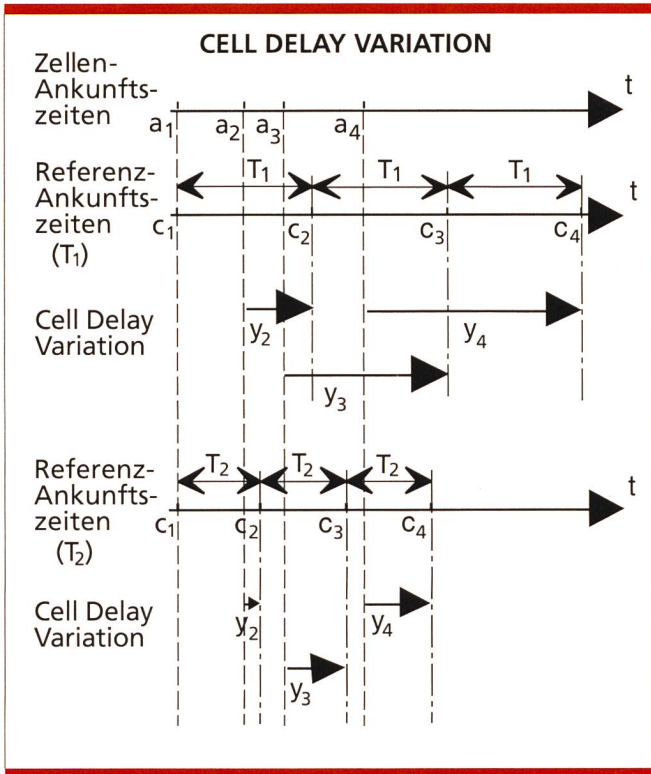 CELL DELAY VARIATION
Zellen-
Ankunfts-
zeiten
t
a1 a2 a3 a4
Referenz-
Ankunfts-
zeiten
(T1)
T1 T1 T1
t
c1 c2 c3 c4
Cell Delay
Variation
y2 y4
y3
Referenz-
Ankunfts-
zeiten
(T2)
T2 T2 T2
t
c1 c2 c3 c4
Cell Delay
Variation
y2 y4
y3